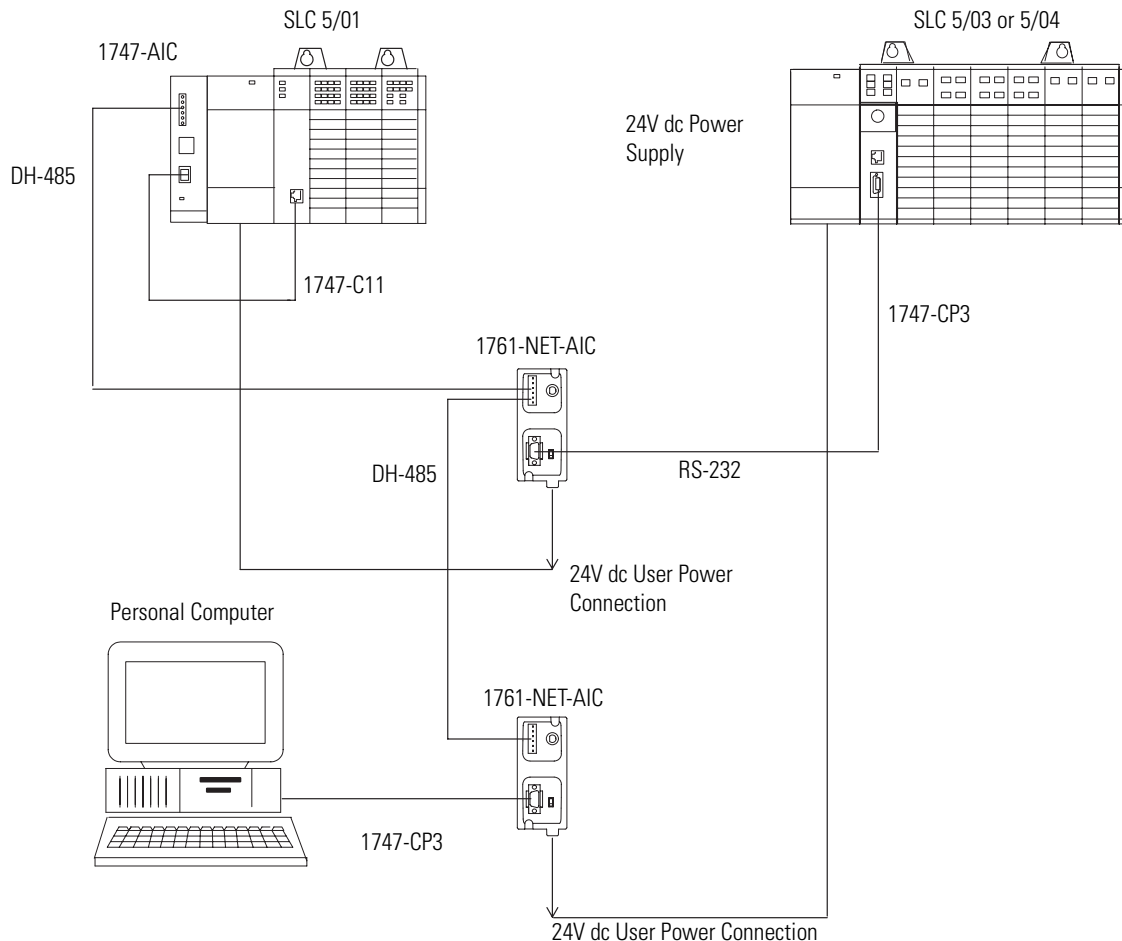 SLC 5/01
SLC 5/03 or 5/04
1747-AIC
24V dc Power
Supply
DH-485
1747-C11
1747-CP3
1761-NET-AIC
DH-485
RS-232
24V dc User Power
Connection
Personal Computer
1761-NET-AIC
1747-CP3
24V dc User Power Connection